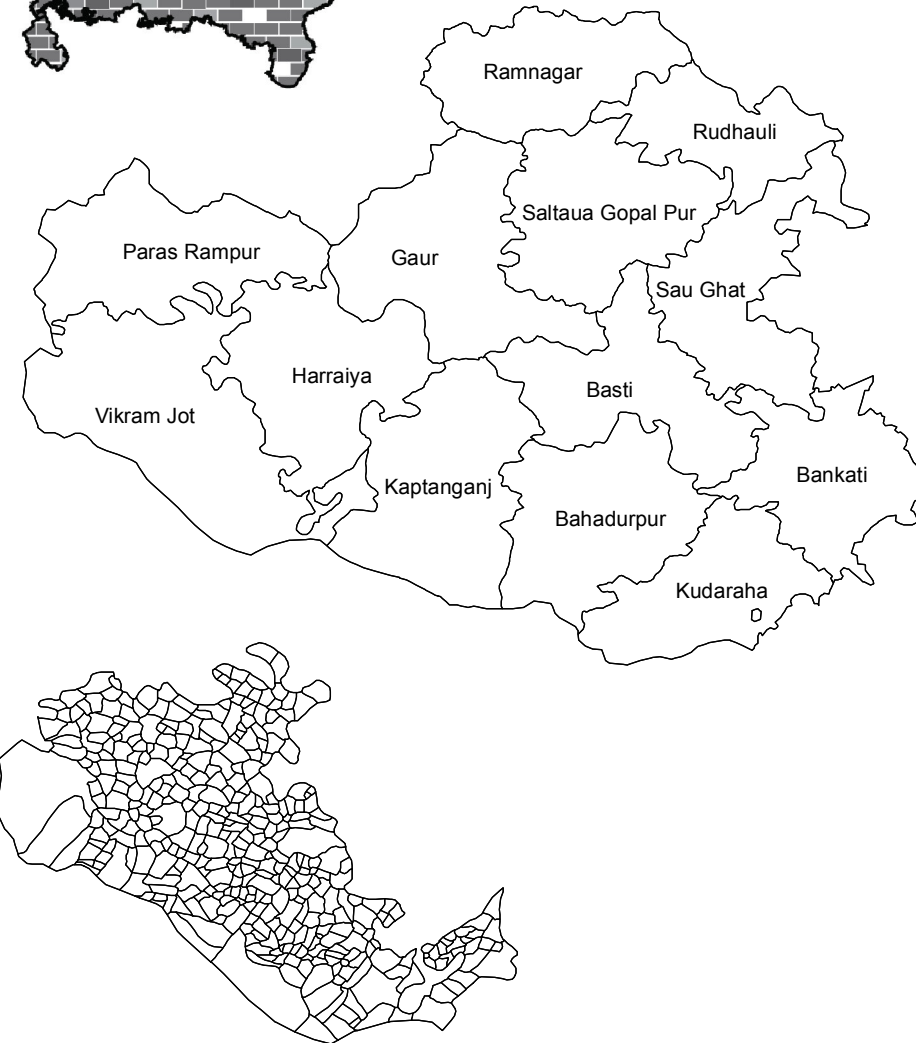 Ramnagar
Rudhauli
Saltaua Gopal Pur
Paras Rampur
Gaur
Sau Ghat
Harraiya
Basti
Vikram Jot
Bankati
Kaptanganj
Bahadurpur
Kudaraha